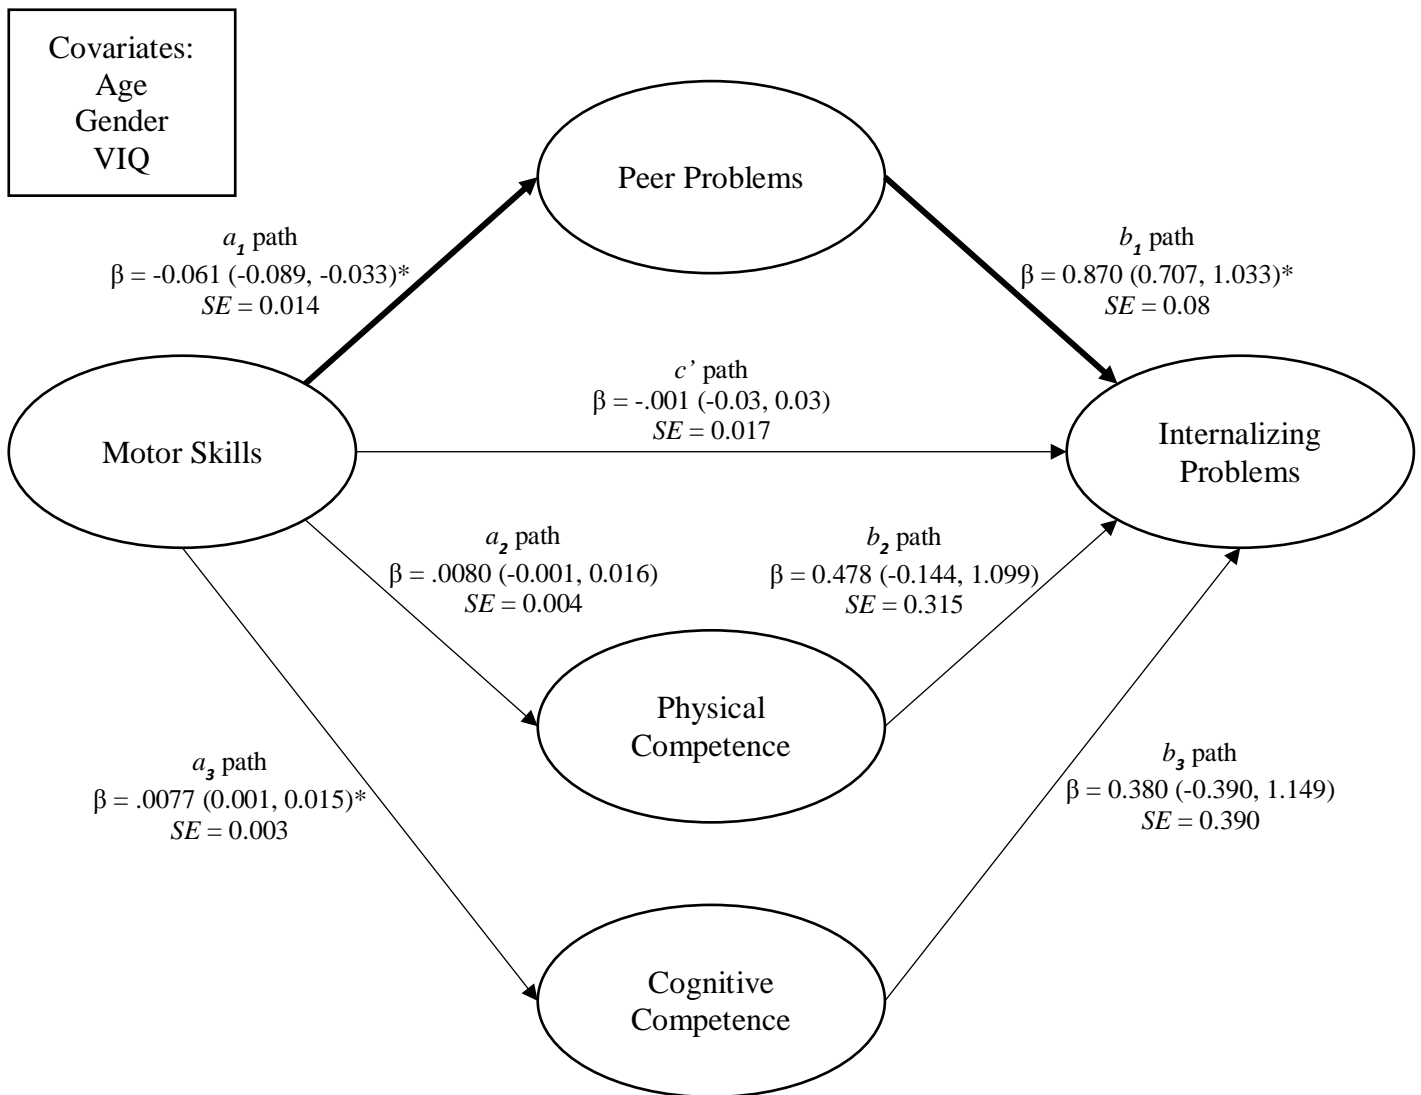 Covariates:
Age
Gender
VIQ
Peer Problems
a₁ path
β = -0.061 (-0.089, -0.033)*
SE = 0.014
b₁ path
β = 0.870 (0.707, 1.033)*
SE = 0.08
c’ path
β = -.001 (-0.03, 0.03)
SE = 0.017
Motor Skills
Internalizing
Problems
a₂ path
β = .0080 (-0.001, 0.016)
SE = 0.004
b₂ path
β = 0.478 (-0.144, 1.099)
SE = 0.315
Physical
Competence
a₃ path
β = .0077 (0.001, 0.015)*
SE = 0.003
b₃ path
β = 0.380 (-0.390, 1.149)
SE = 0.390
Cognitive
Competence